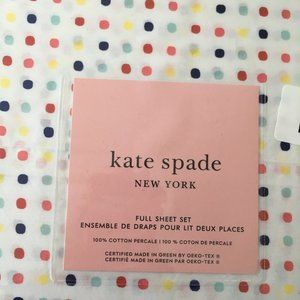 kate spade
NEW YORK
FULL SHEET SET
ENSEMBLE DE DRAPS POUR LIT DEUX PLACES
100% COTTON PERCALE | 100 % COTON DE PERCALE
CERTIFIED MADE IN GREEN BY OEKO-TEX ®
CERTIFIÉ MADE IN GREEN PAR OEKO-TEX ®